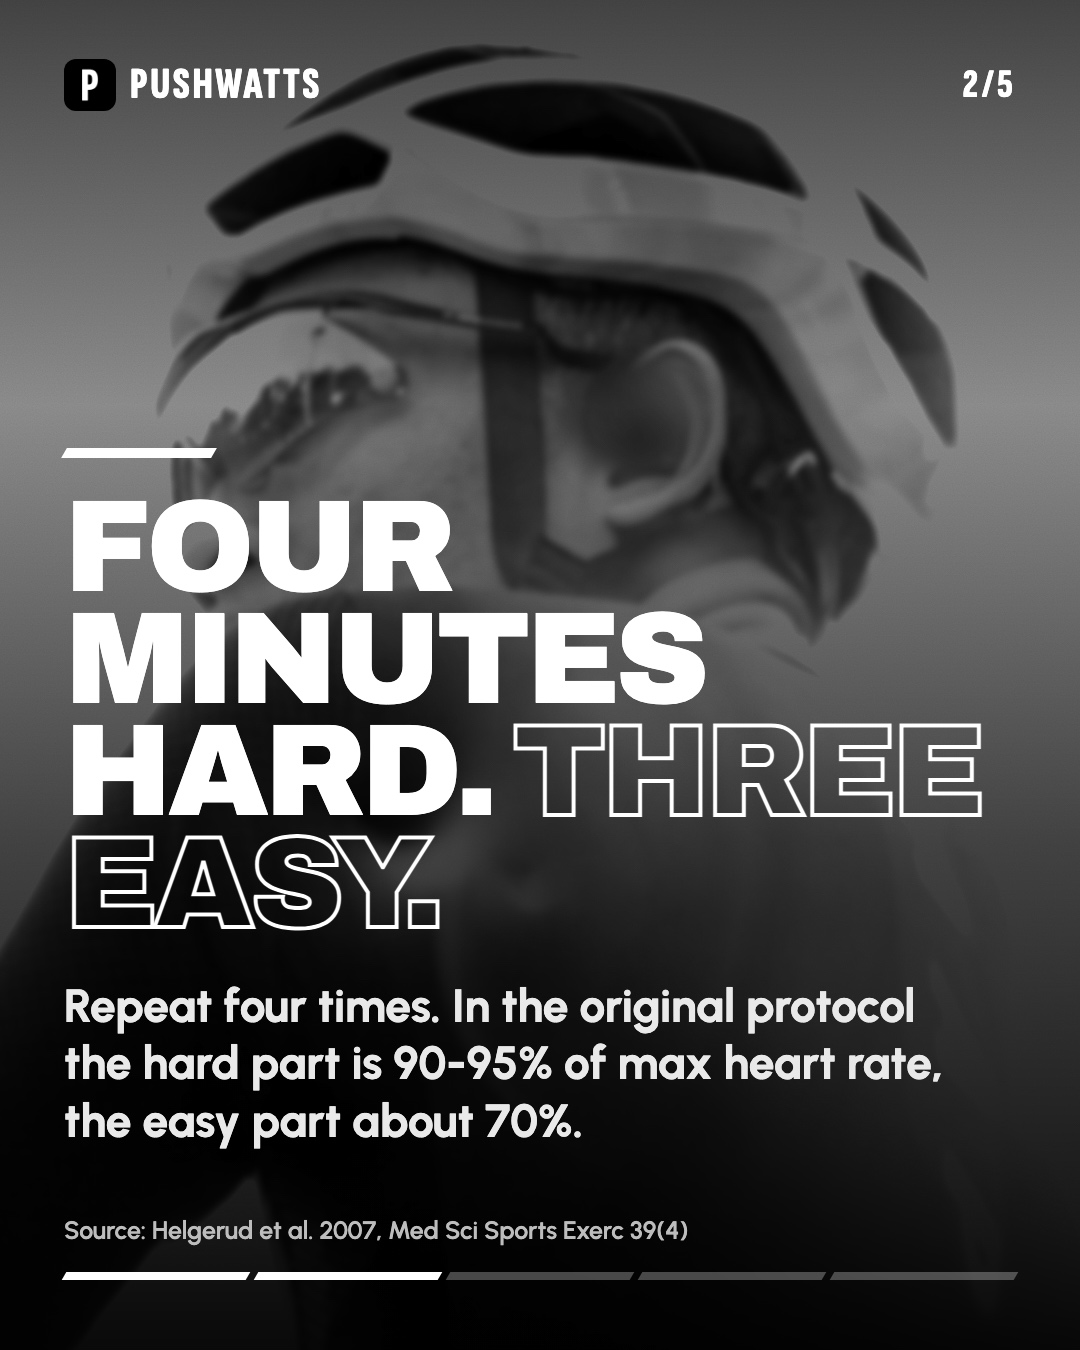 P PUSHWATTS
2/5
FOUR
MINUTES
HARD. THREE
EASY.
Repeat four times. In the original protocol
the hard part is 90-95% of max heart rate,
the easy part about 70%.
Source: Helgerud et al. 2007, Med Sci Sports Exerc 39(4)